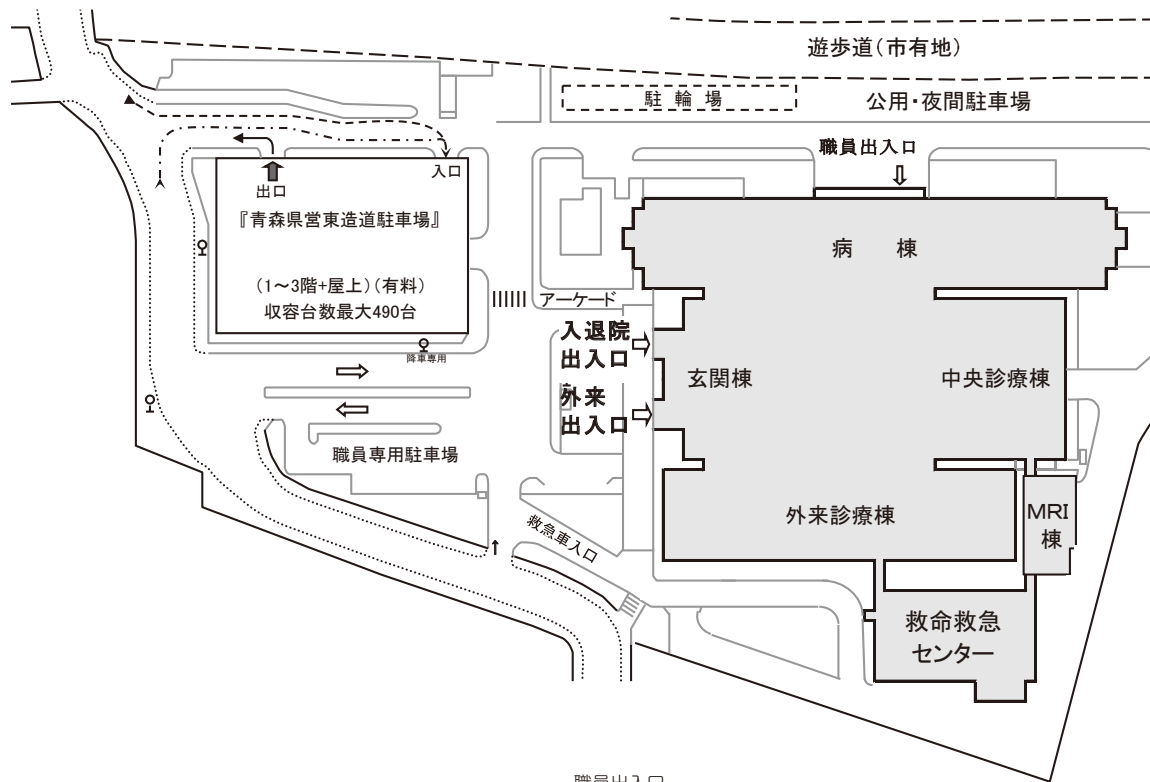 遊歩道(市有地)
駐輪場
公用・夜間駐車場
職員出入口
出口
入口
『青森県営東造道駐車場』
(1～3階+屋上)(有料)
収容台数最大490台
病棟
アーケード
入退院
出入口
降車専用
玄関棟
中央診療棟
外来
出入口
職員専用駐車場
外来診療棟
MRI
棟
救急車入口
救命救急
センター